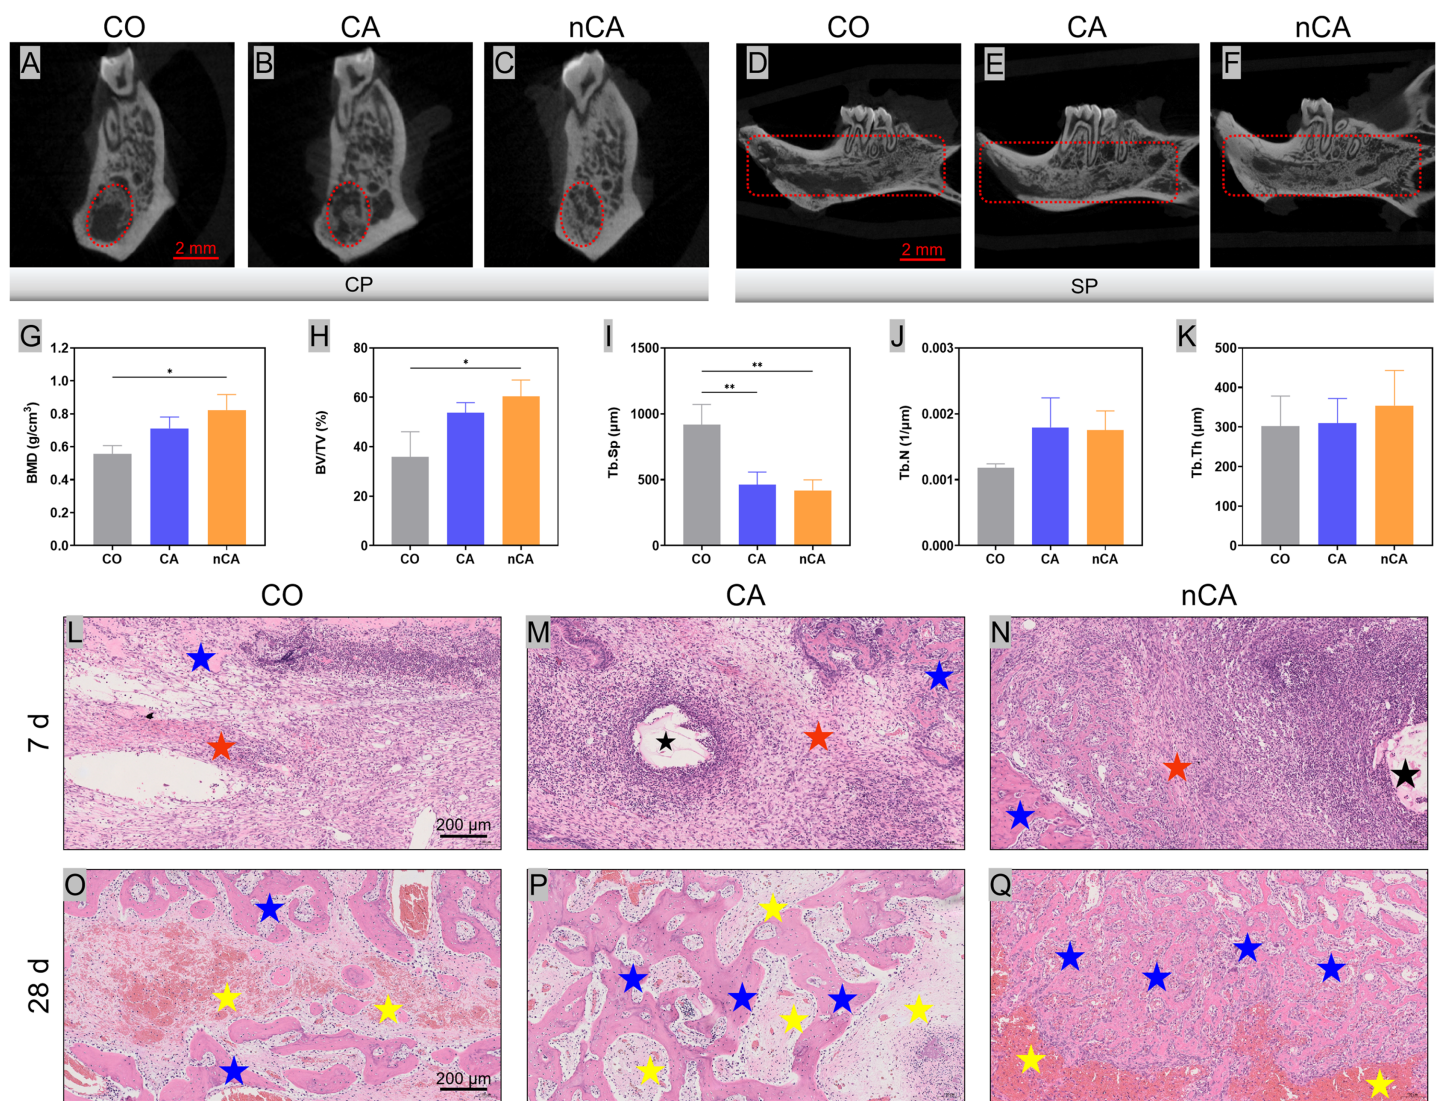 CO CA nCA CO CA nCA
A B C D E F
2 mm 2 mm
CP SP
G H I J K
BMD (g/cm³)
1.2
1.0
0.8
0.6
0.4
0.2
0.0
*
CO CA nCA
BV/TV (%)
80
60
40
20
0
*
CO CA nCA
Tb.Sp (μm)
1500
1000
500
0
**
**
CO CA nCA
Tb.N (1/μm)
0.003
0.002
0.001
0.000
CO CA nCA
Tb.Th (μm)
500
400
300
200
100
0
CO CA nCA
CO CA nCA
7 d
L M N
200 μm
28 d
O P Q
200 μm